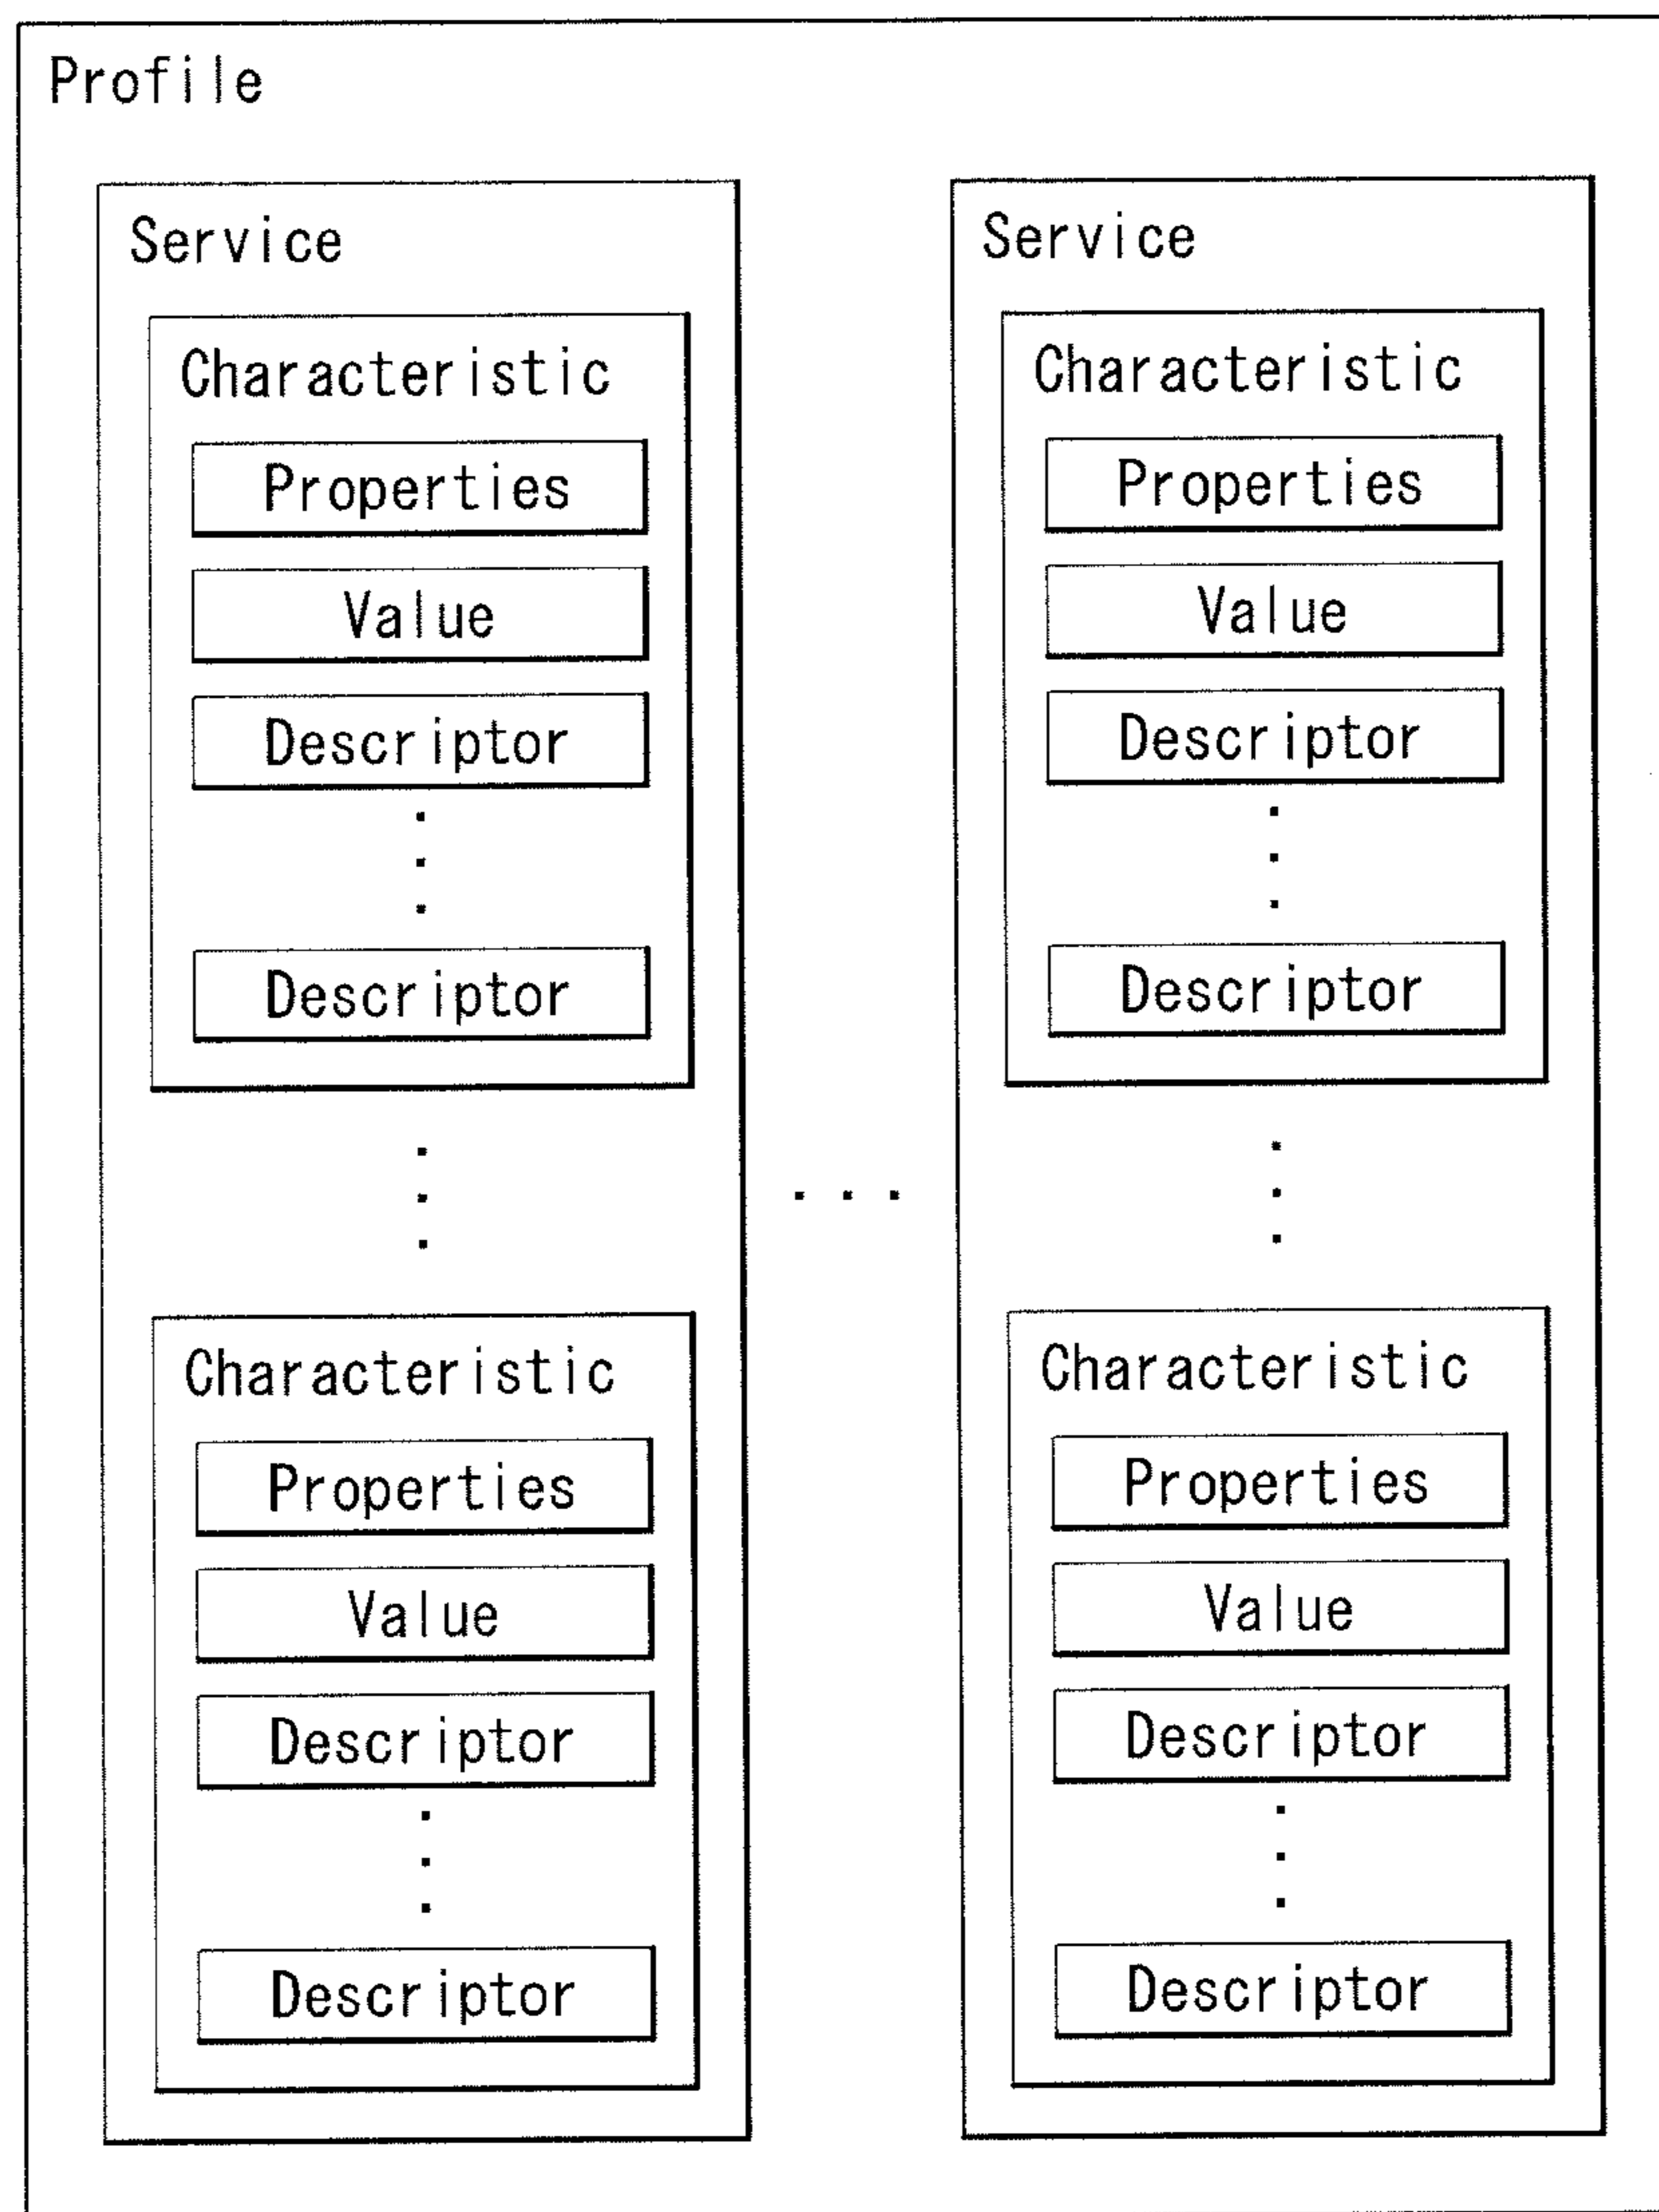 Profile
Service
Characteristic
Properties
Value
Descriptor
Descriptor
Characteristic
Properties
Value
Descriptor
Descriptor
Service
Characteristic
Properties
Value
Descriptor
Descriptor
Characteristic
Properties
Value
Descriptor
Descriptor